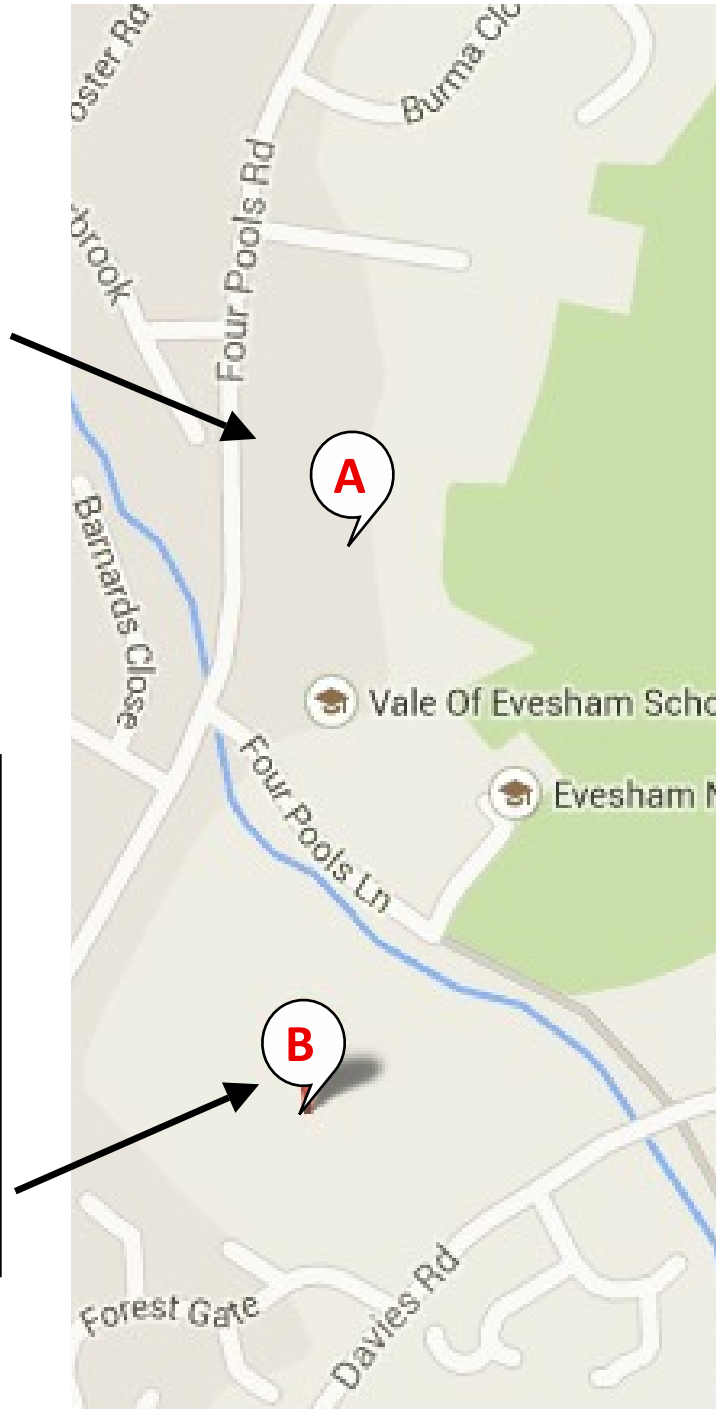 oster Rd
Burma Clo
Four Pools Rd
brook
A
Barnards Close
Vale Of Evesham Scho
Four Pools Ln
Evesham N
B
Forest Gate
Davies Rd